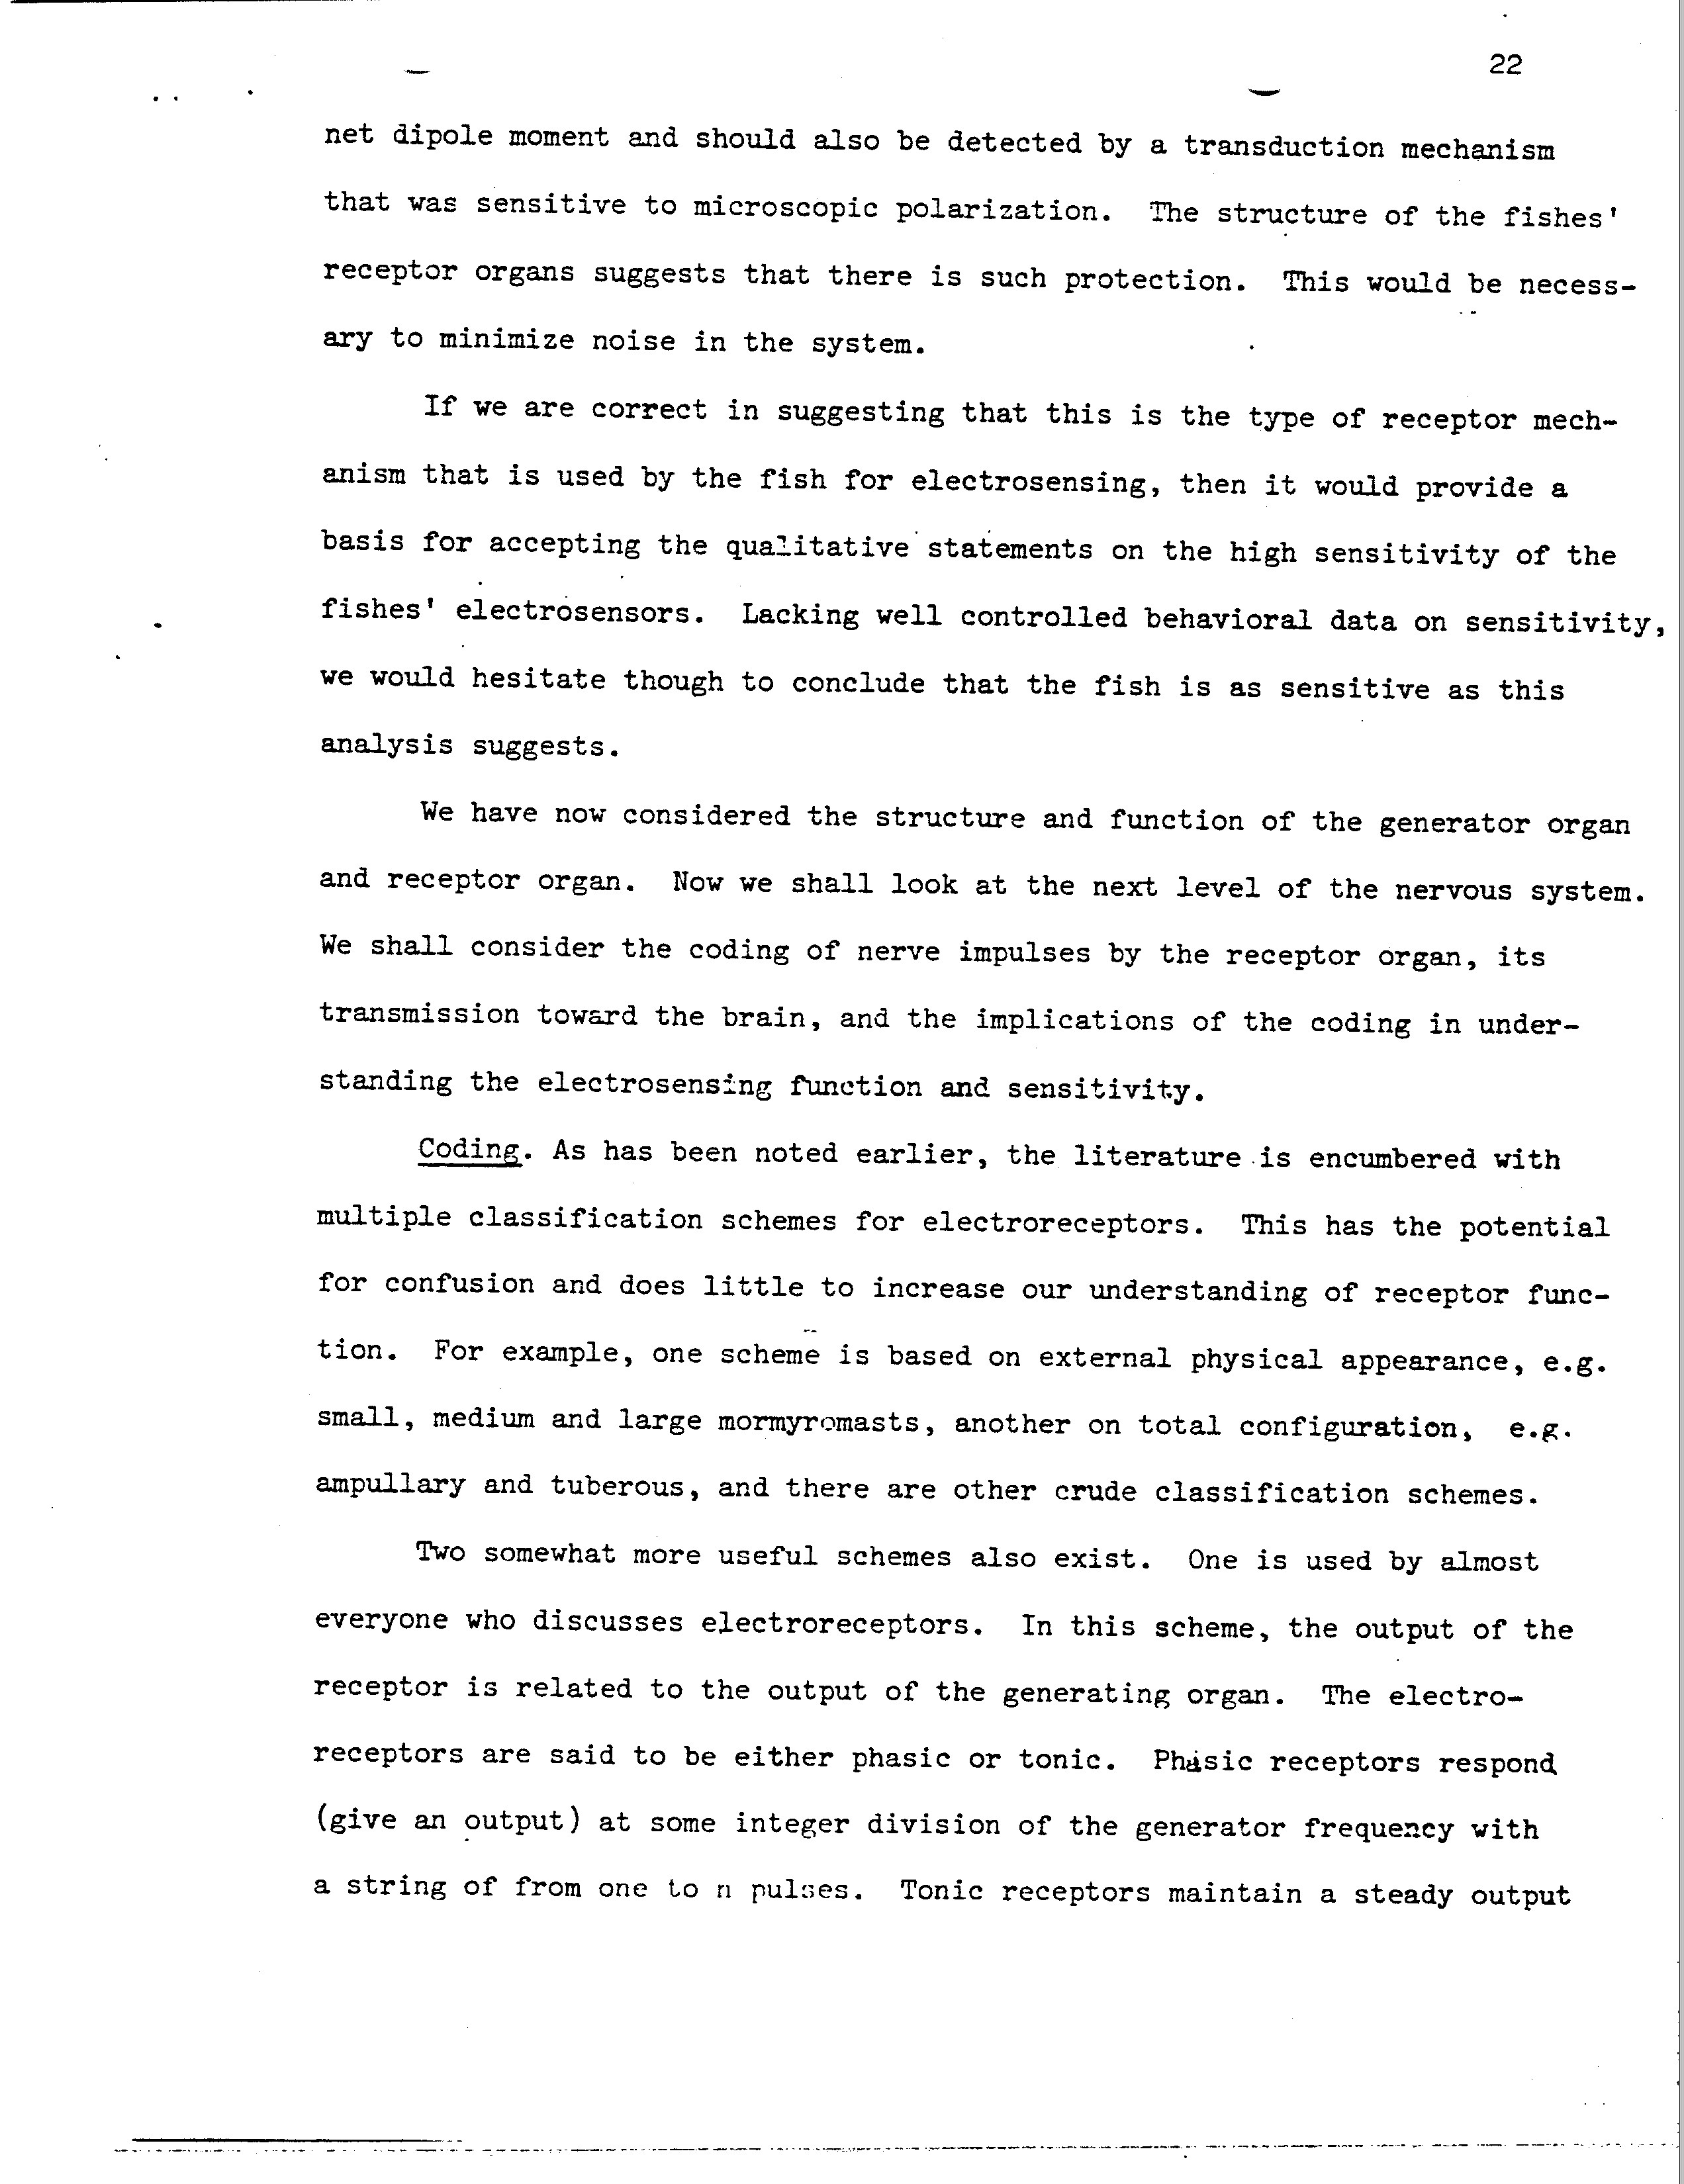 22
net dipole moment and should also be detected by a transduction mechanism
that was sensitive to microscopic polarization. The structure of the fishes'
receptor organs suggests that there is such protection. This would be necess-
ary to minimize noise in the system.
If we are correct in suggesting that this is the type of receptor mech-
anism that is used by the fish for electrosensing, then it would provide a
basis for accepting the qualitative statements on the high sensitivity of the
fishes' electrosensors. Lacking well controlled behavioral data on sensitivity,
we would hesitate though to conclude that the fish is as sensitive as this
analysis suggests.
We have now considered the structure and function of the generator organ
and receptor organ. Now we shall look at the next level of the nervous system.
We shall consider the coding of nerve impulses by the receptor organ, its
transmission toward the brain, and the implications of the coding in under-
standing the electrosensing function and sensitivity.
Coding. As has been noted earlier, the literature is encumbered with
multiple classification schemes for electroreceptors. This has the potential
for confusion and does little to increase our understanding of receptor func-
tion. For example, one scheme is based on external physical appearance, e.g.
small, medium and large mormyromasts, another on total configuration, e.g.
ampullary and tuberous, and there are other crude classification schemes.
Two somewhat more useful schemes also exist. One is used by almost
everyone who discusses electroreceptors. In this scheme, the output of the
receptor is related to the output of the generating organ. The electro-
receptors are said to be either phasic or tonic. Phasic receptors respond
(give an output) at some integer division of the generator frequency with
a string of from one to n pulses. Tonic receptors maintain a steady output